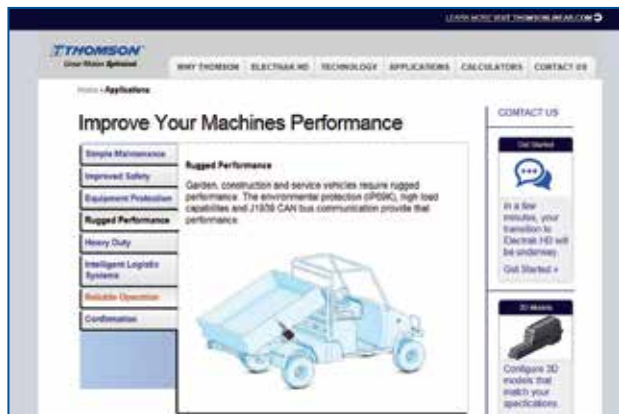 LEARN MORE VISIT THOMSONLINEAR.COM
THOMSON
Linear Motion. Optimized.
WHY THOMSON ELECTRAK HD TECHNOLOGY APPLICATIONS CALCULATORS CONTACT US
Home › Applications
Improve Your Machines Performance
Simple Maintenance
Improved Safety
Equipment Protection
Rugged Performance
Heavy Duty
Intelligent Logistic
Systems
Reliable Operation
Confirmation
Rugged Performance
Garden, construction and service vehicles require rugged
performance. The environmental protection (IP69K), high load
capabilities and J1939 CAN bus communication provide that
performance.
CONTACT US
Get Started
In a few
minutes, your
transition to
Electrak HD will
be underway.
Get Started »
3D Models
Configure 3D
models that
match your
specifications